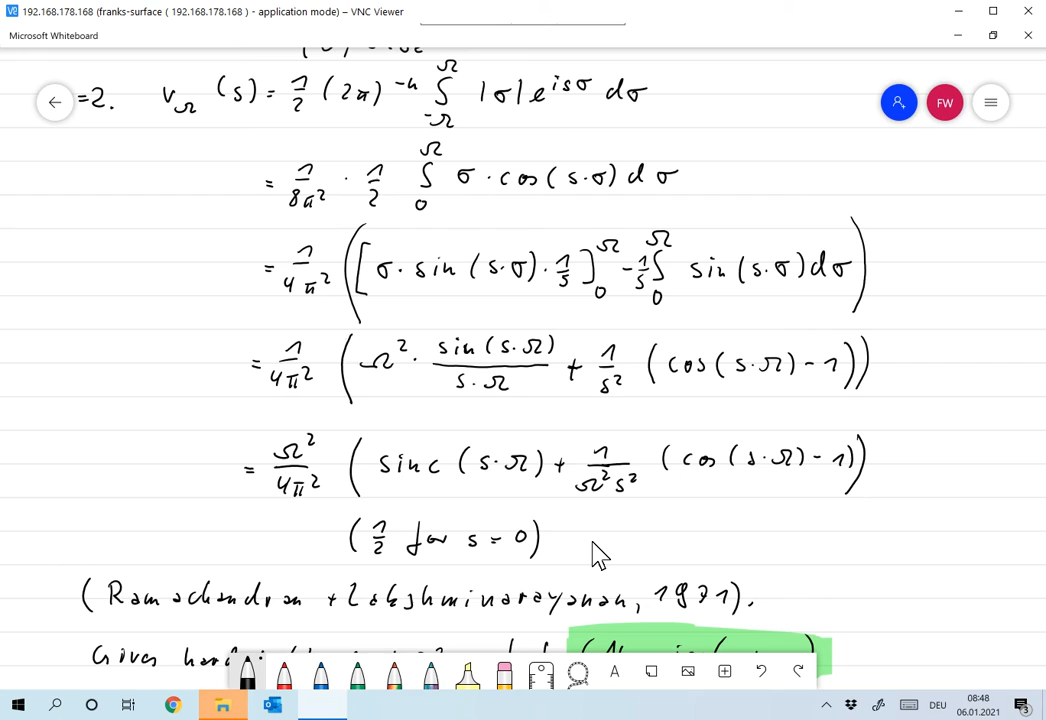 192.168.178.168 (franks-surface ( 192.168.178.168 ) - application mode) – VNC Viewer
Microsoft Whiteboard
=2. v_Ω (s) = 1/2 (2π)^-n ∫_-Ω^Ω |σ| e^{isσ} dσ
FW
= 1/8π² · 1/2 ∫_0^Ω σ · cos(s·σ) dσ
= 1/4π² ([σ · sin(s·σ) · 1/s]_0^Ω - 1/s ∫_0^Ω sin(s·σ) dσ)
= 1/4π² (Ω² · sin(s·Ω)/s·Ω + 1/s² (cos(s·Ω) - 1))
= Ω²/4π² (sinc(s·Ω) + 1/Ω²s² (cos(s·Ω) - 1))
(1/2 for s = 0)
(Ramachandran + Lakshminarayanan, 1971).
Gives
A
DEU
08:48
06.01.2021
3